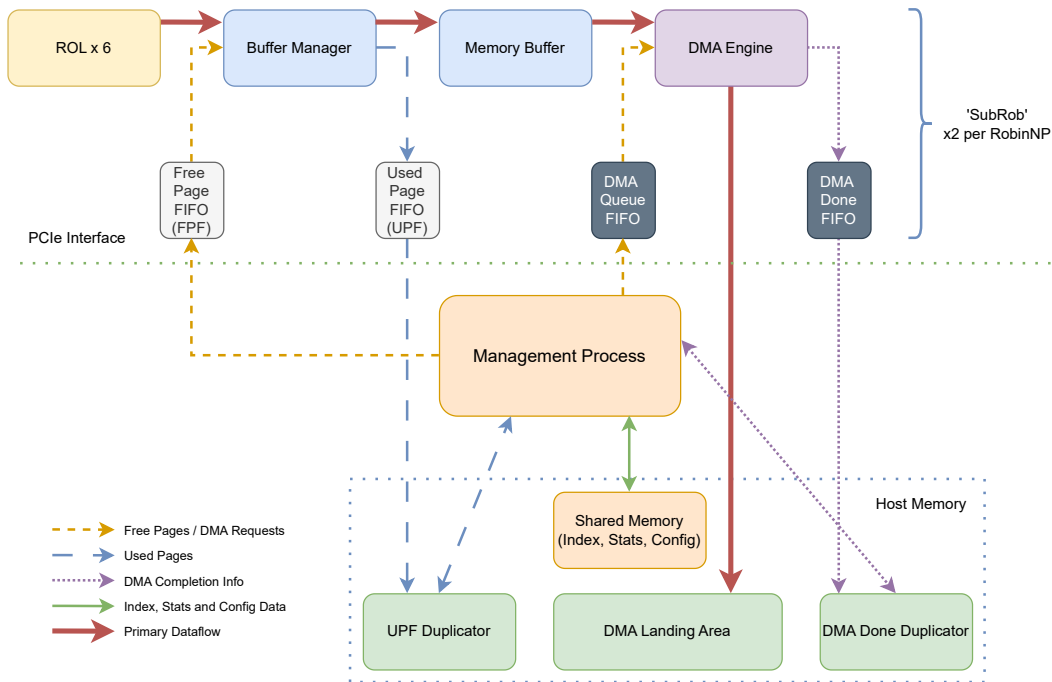 ROL x 6
Buffer Manager
Memory Buffer
DMA Engine
'SubRob'
x2 per RobinNP
Free
Page
FIFO
(FPF)
Used
Page
FIFO
(UPF)
DMA
Queue
FIFO
DMA
Done
FIFO
PCIe Interface
Management Process
Host Memory
Shared Memory
(Index, Stats, Config)
Free Pages / DMA Requests
Used Pages
DMA Completion Info
Index, Stats and Config Data
Primary Dataflow
UPF Duplicator
DMA Landing Area
DMA Done Duplicator